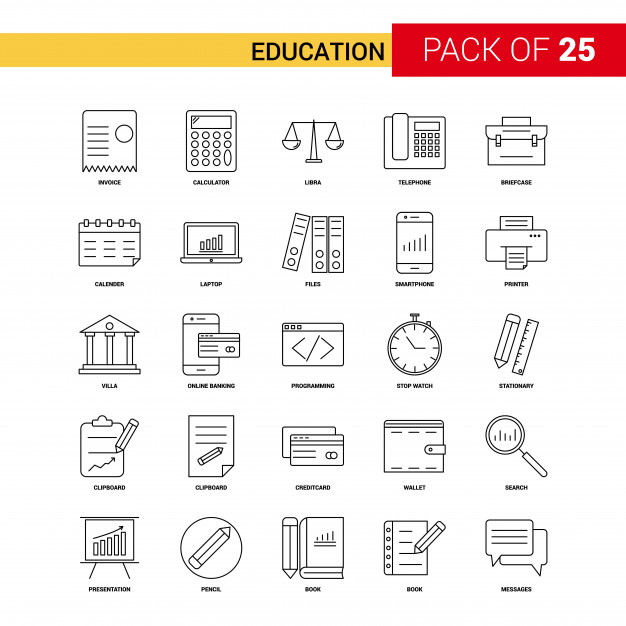 EDUCATION PACK OF 25
INVOICE CALCULATOR LIBRA TELEPHONE BRIEFCASE
CALENDER LAPTOP FILES SMARTPHONE PRINTER
VILLA ONLINE BANKING PROGRAMMING STOP WATCH STATIONARY
CLIPBOARD CLIPBOARD CREDITCARD WALLET SEARCH
PRESENTATION PENCIL BOOK BOOK MESSAGES